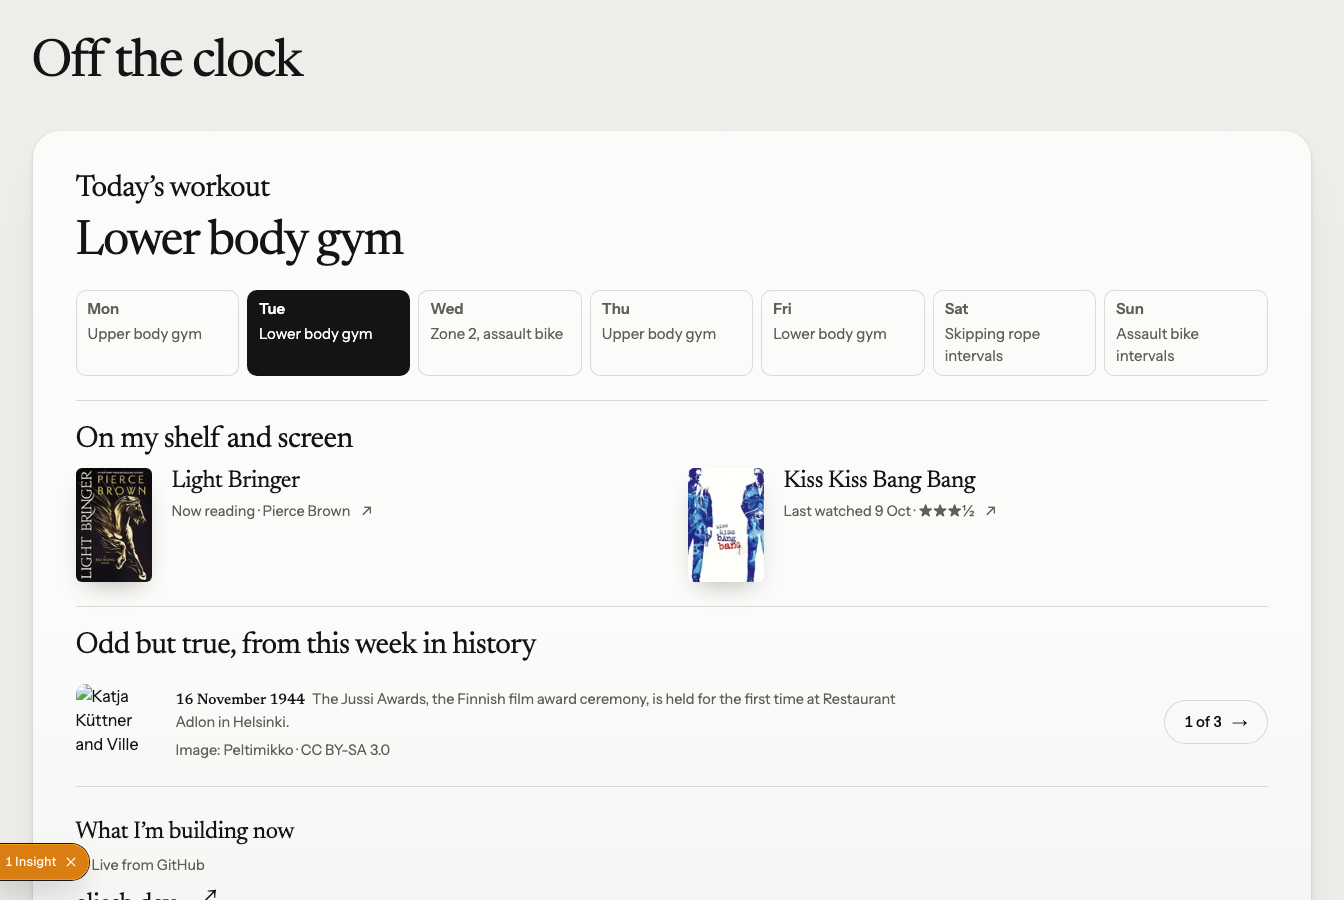 Off the clock
Today’s workout
Lower body gym
Mon
Upper body gym
Tue
Lower body gym
Wed
Zone 2, assault bike
Thu
Upper body gym
Fri
Lower body gym
Sat
Skipping rope
intervals
Sun
Assault bike
intervals
On my shelf and screen
LIGHT BRINGER
PIERCE
BROWN
Light Bringer
Now reading · Pierce Brown ↗
kiss
kiss
bang
bang
Kiss Kiss Bang Bang
Last watched 9 Oct · ★★★½ ↗
Odd but true, from this week in history
Katja
Küttner
and Ville
16 November 1944 The Jussi Awards, the Finnish film award ceremony, is held for the first time at Restaurant
Adlon in Helsinki.
Image: Peltimikko · CC BY-SA 3.0
1 of 3 →
What I’m building now
1 Insight ×
Live from GitHub